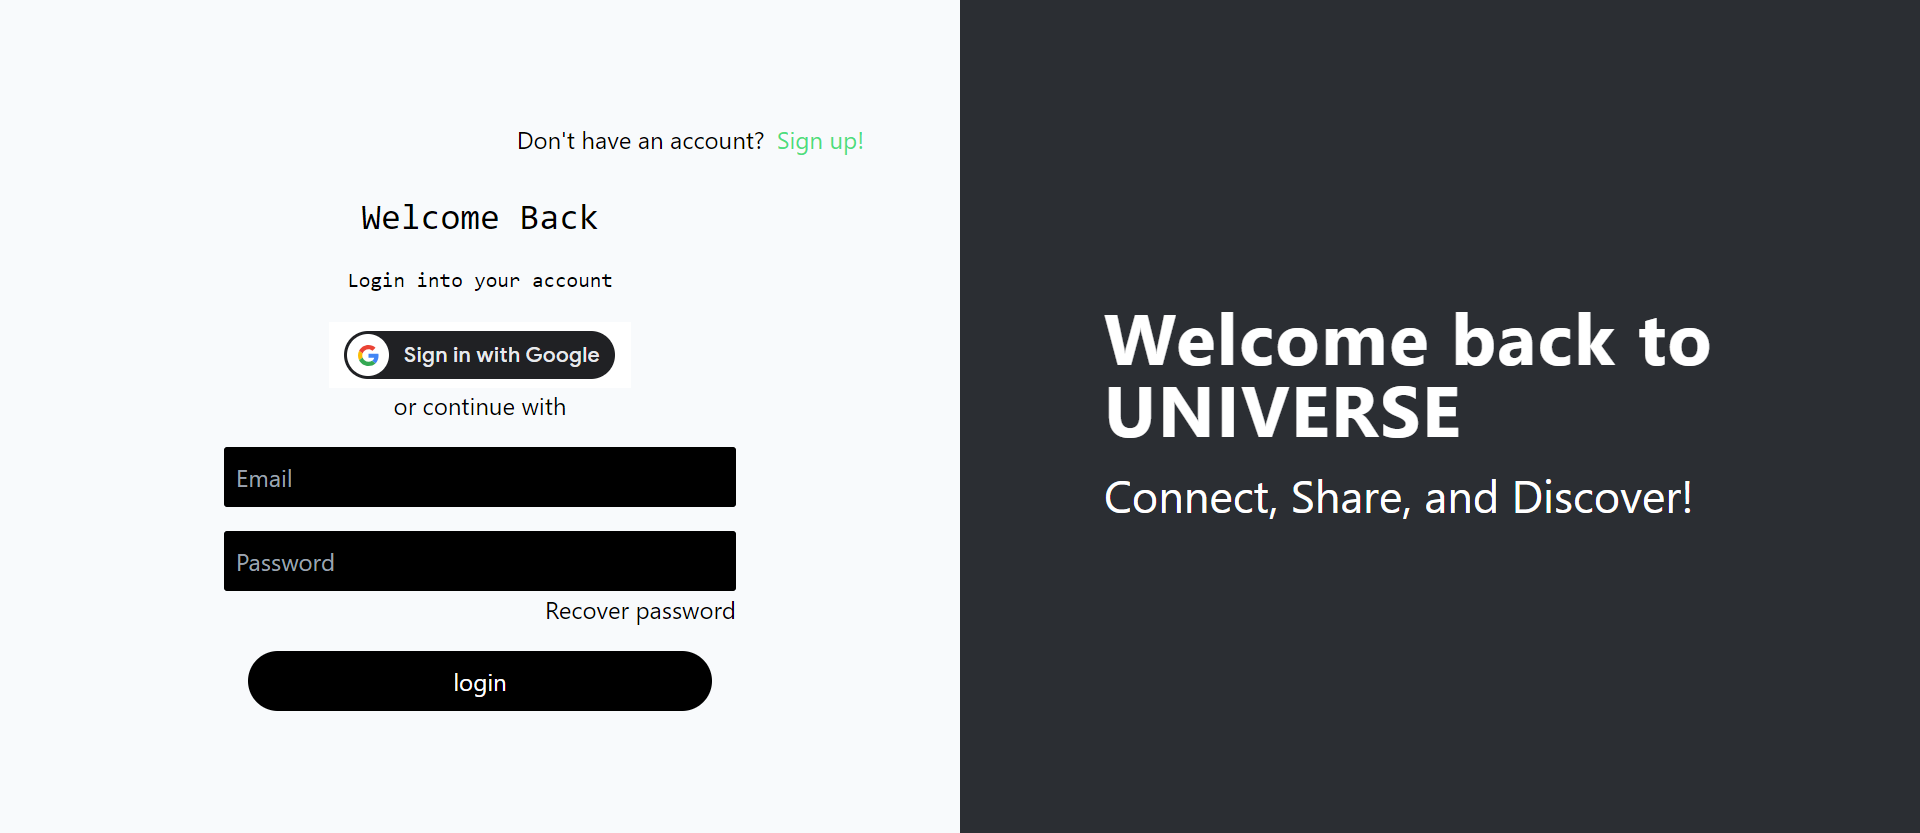 Don't have an account? Sign up!
Welcome Back
Login into your account
Sign in with Google
or continue with
Email
Password
Recover password
login
Welcome back to
UNIVERSE
Connect, Share, and Discover!